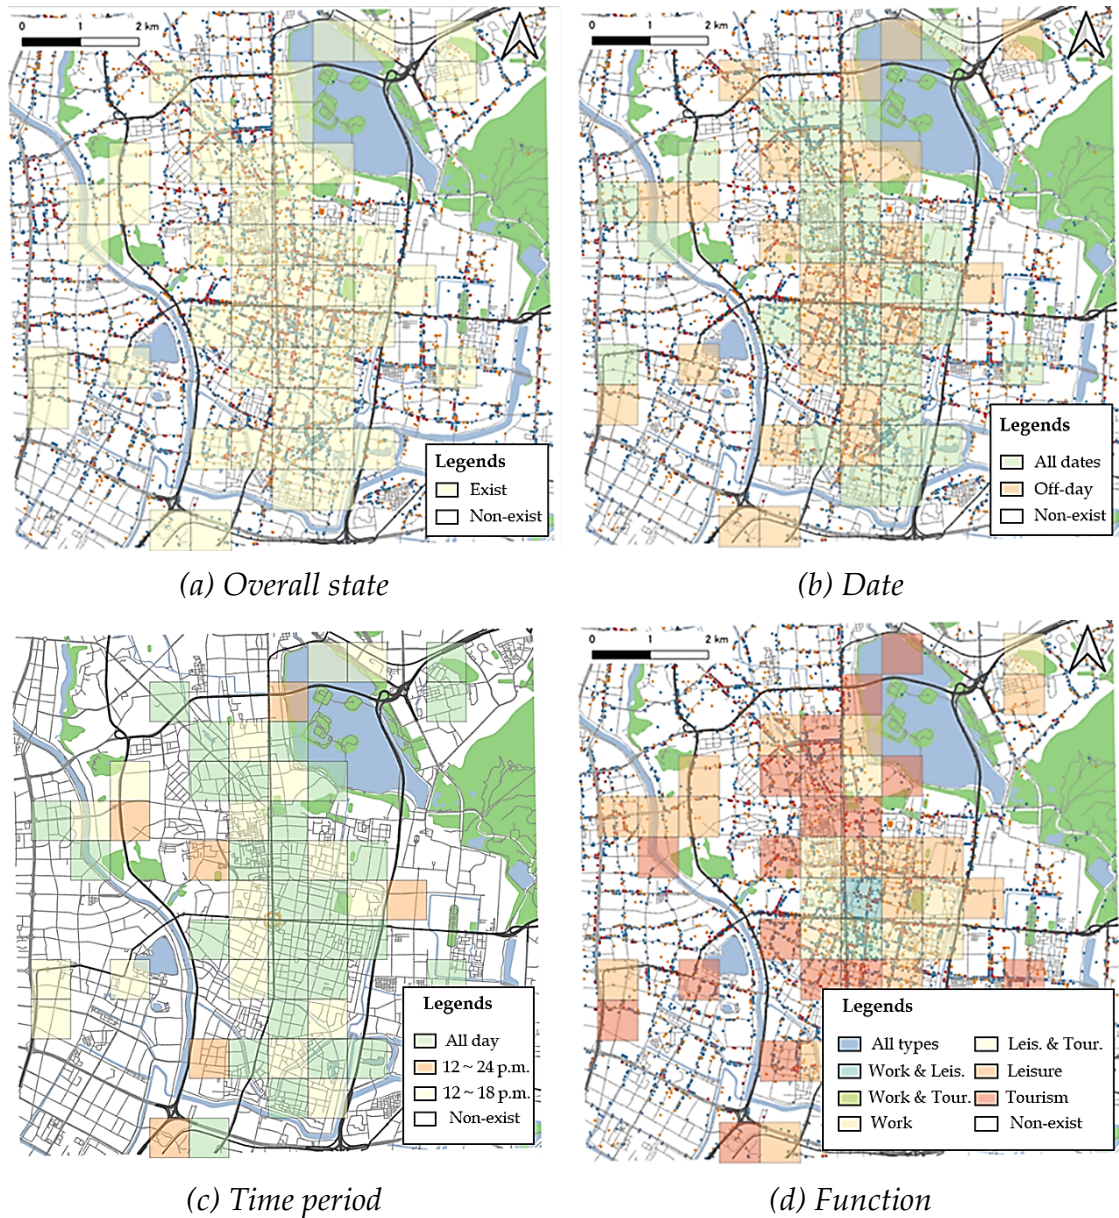 0 1 2 km
Legends
Exist
Non-exist
(a) Overall state
0 1 2 km
Legends
All dates
Off-day
Non-exist
(b) Date
Legends
All day
12 ~ 24 p.m.
12 ~ 18 p.m.
Non-exist
(c) Time period
0 1 2 km
Legends
All types
Leis. & Tour.
Work & Leis.
Leisure
Work & Tour.
Tourism
Work
Non-exist
(d) Function